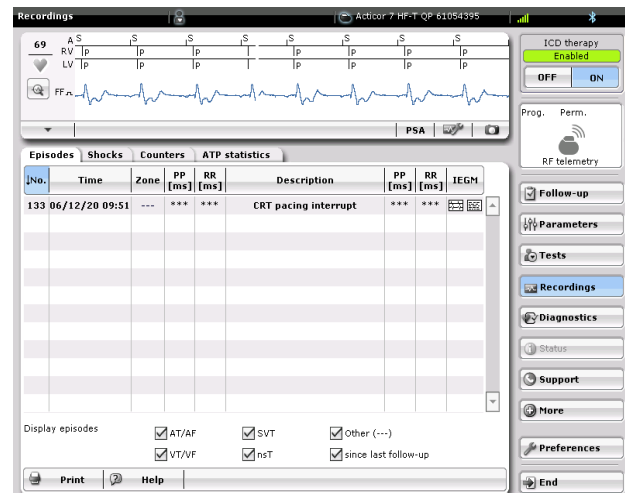 Recordings
Acticor 7 HF-T QP 61054395
69
A S S S S S S S
RV P P P P P P P
LV P P P P P P
FF
PSA
ICD therapy
Enabled
OFF ON
Prog. Perm.
RF telemetry
Episodes Shocks Counters ATP statistics
No. Time Zone PP [ms] RR [ms] Description PP [ms] RR [ms] IEGM
133 06/12/20 09:51 --- *** *** CRT pacing interrupt *** ***
Display episodes
AT/AF SVT Other (---)
VT/VF nsT since last follow-up
Print Help
Follow-up
Parameters
Tests
Recordings
Diagnostics
Status
Support
More
Preferences
End